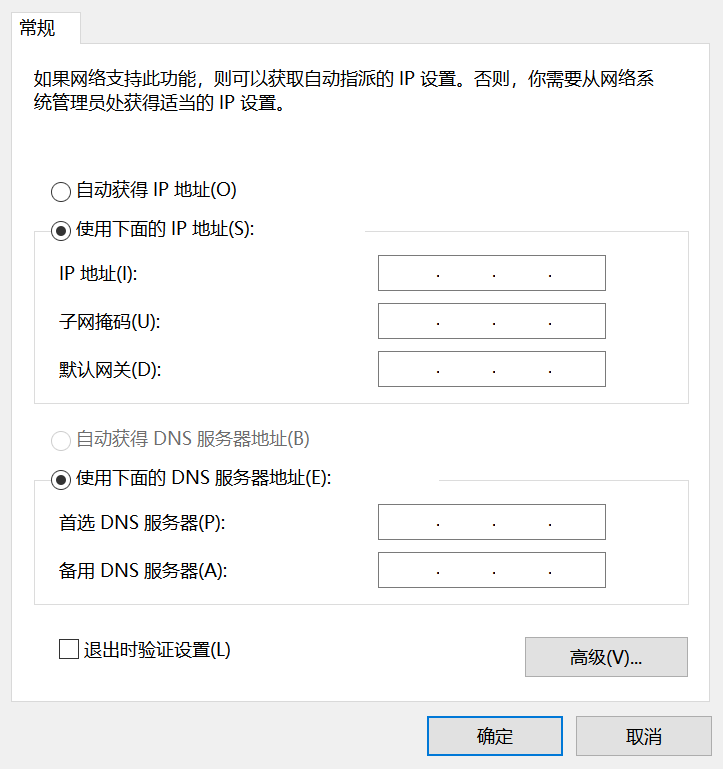 常规
如果网络支持此功能，则可以获取自动指派的 IP 设置。否则，你需要从网络系
统管理员处获得适当的 IP 设置。
自动获得 IP 地址(O)
使用下面的 IP 地址(S):
IP 地址(I):
. . .
子网掩码(U):
. . .
默认网关(D):
. . .
自动获得 DNS 服务器地址(B)
使用下面的 DNS 服务器地址(E):
首选 DNS 服务器(P):
. . .
备用 DNS 服务器(A):
. . .
退出时验证设置(L)
高级(V)...
确定
取消